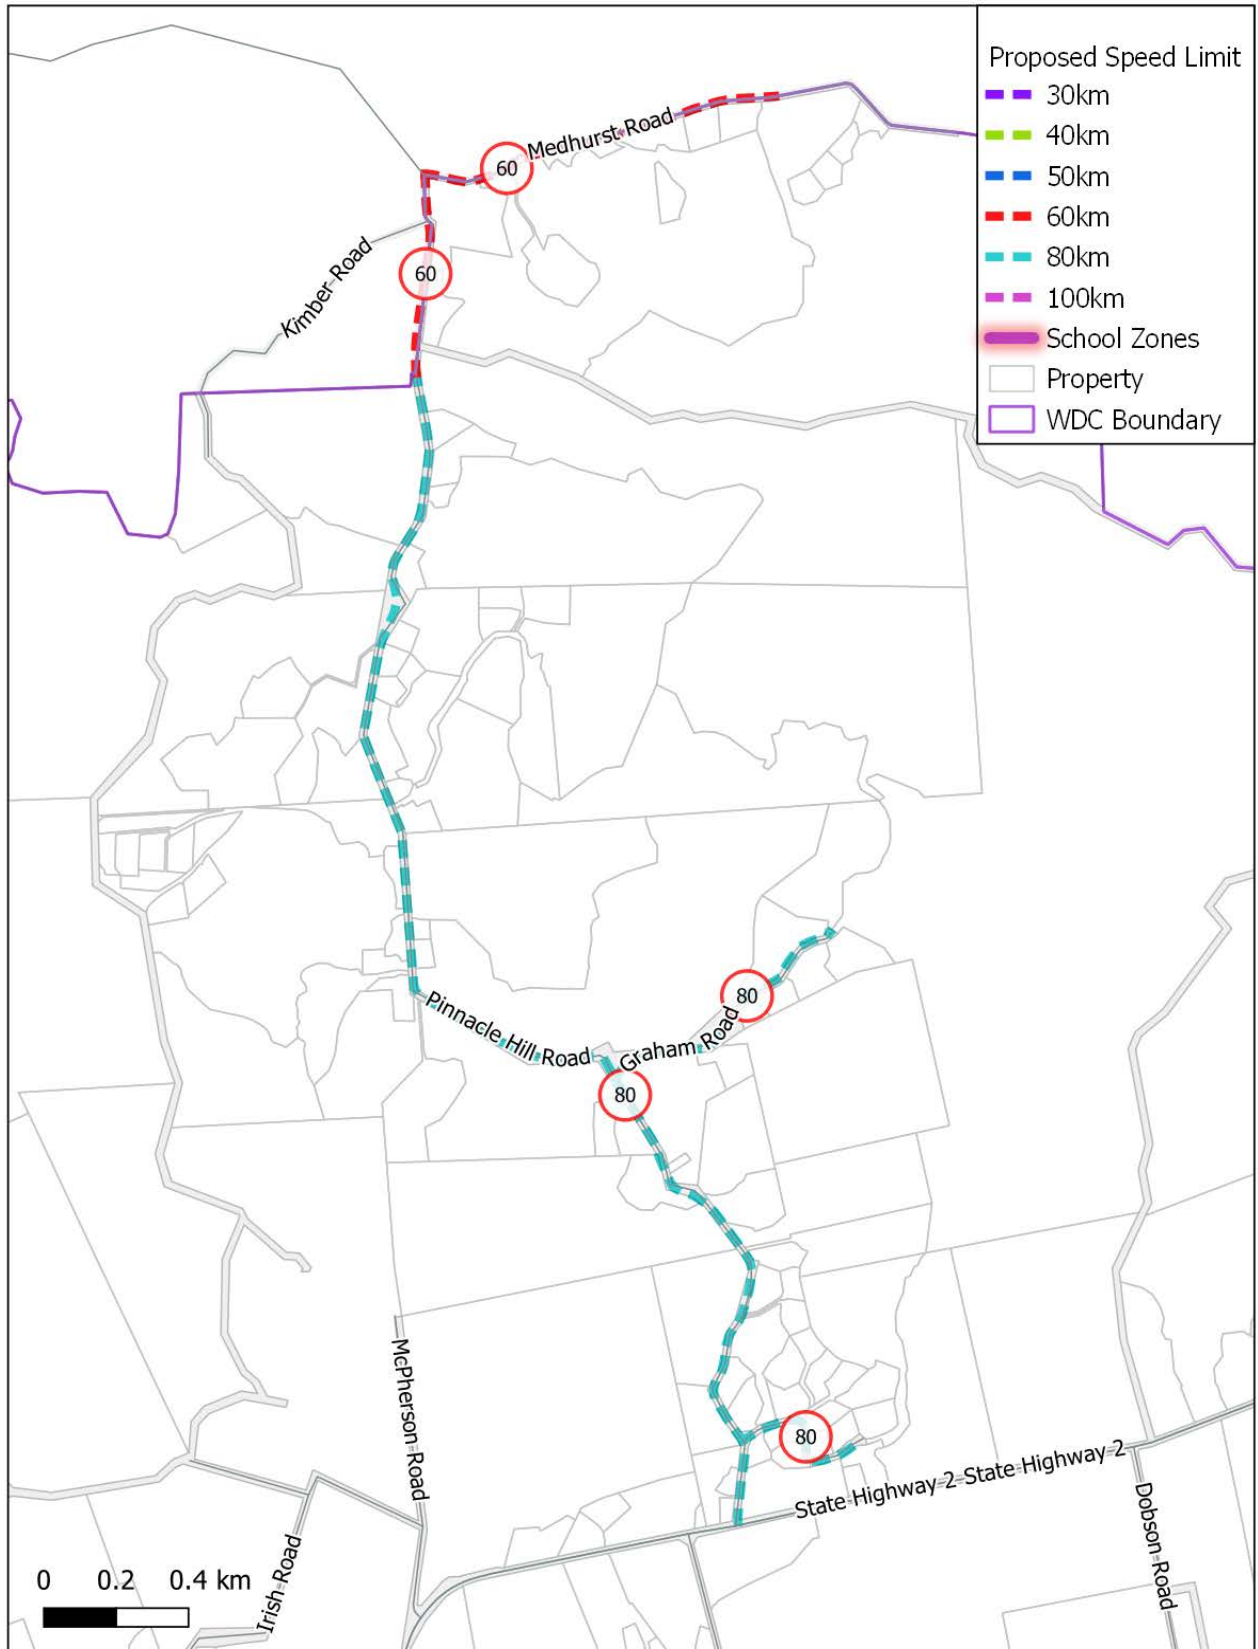 Proposed Speed Limit
30km
40km
50km
60km
80km
100km
School Zones
Property
WDC Boundary
Medhurst Road
60
60
Kimber Road
80
Pinnacle Hill Road
Graham Road
80
McPherson Road
80
State Highway 2 State Highway 2
Dobson Road
Irish Road
0 0.2 0.4 km